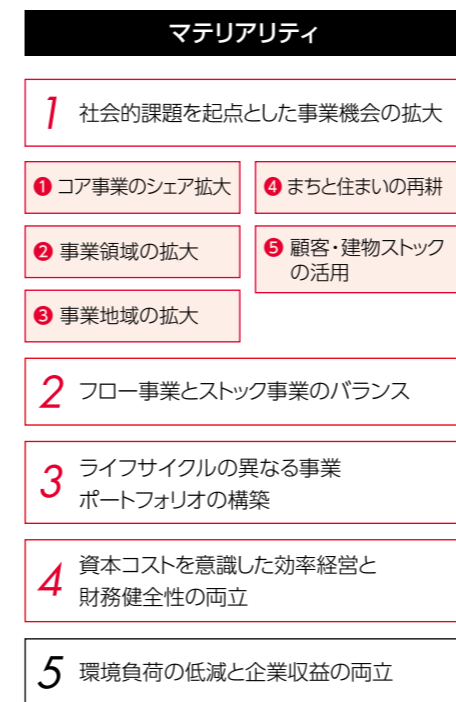 マテリアリティ
1 社会的課題を起点とした事業機会の拡大
❶ コア事業のシェア拡大
❷ 事業領域の拡大
❸ 事業地域の拡大
❹ まちと住まいの再耕
❺ 顧客・建物ストック
の活用
2 フロー事業とストック事業のバランス
3 ライフサイクルの異なる事業
ポートフォリオの構築
4 資本コストを意識した効率経営と
財務健全性の両立
5 環境負荷の低減と企業収益の両立